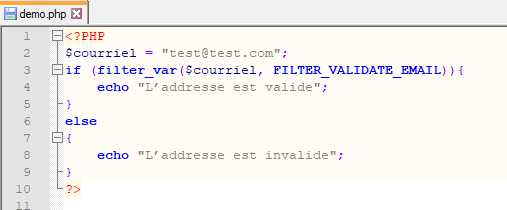 demo.php
1 <?PHP
2 $courriel = "test@test.com";
3 if (filter_var($courriel, FILTER_VALIDATE_EMAIL)){
4 echo "L’addresse est valide";
5 }
6 else
7 {
8 echo "L’addresse est invalide";
9 }
10 ?>
11